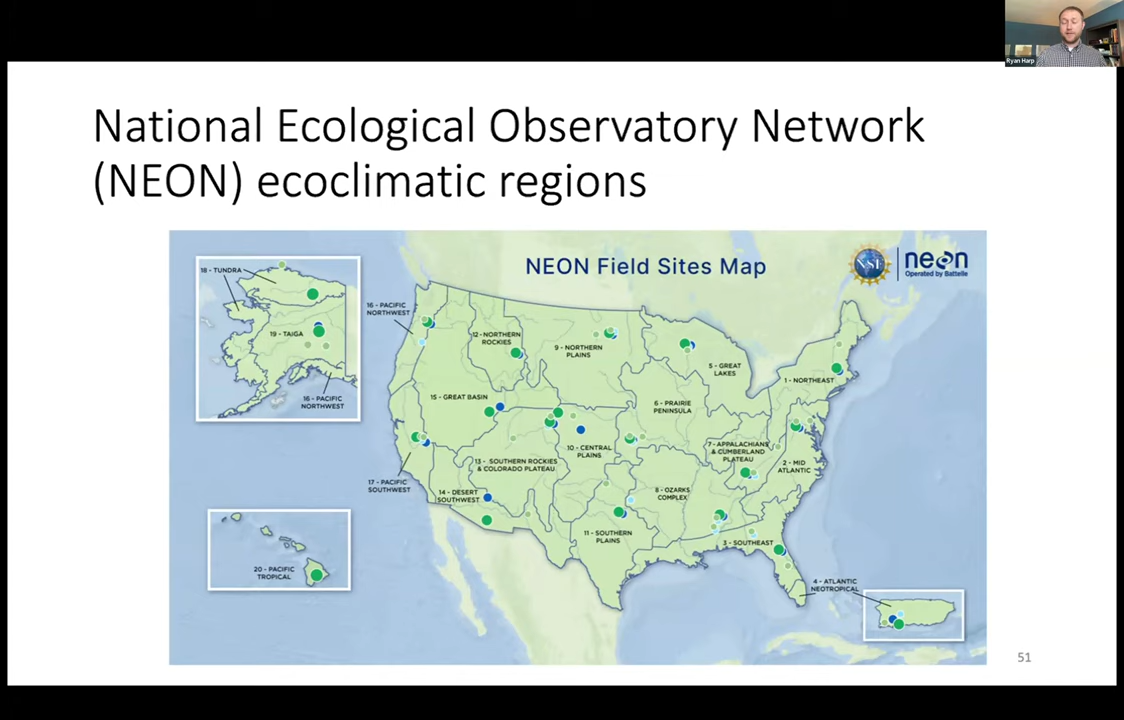 Ryan Harp
National Ecological Observatory Network
(NEON) ecoclimatic regions
NEON Field Sites Map
NSF
neon
Operated by Battelle
18 - TUNDRA
19 - TAIGA
16 - PACIFIC
NORTHWEST
16 - PACIFIC
NORTHWEST
12 - NORTHERN
ROCKIES
9 - NORTHERN
PLAINS
5 - GREAT
LAKES
1 - NORTHEAST
15 - GREAT BASIN
6 - PRAIRIE
PENINSULA
10 - CENTRAL
PLAINS
7 - APPALACHIANS
& CUMBERLAND
PLATEAU
2 - MID
ATLANTIC
13 - SOUTHERN ROCKIES
& COLORADO PLATEAU
17 - PACIFIC
SOUTHWEST
14 - DESERT
SOUTHWEST
8 - OZARKS
COMPLEX
11 - SOUTHERN
PLAINS
3 - SOUTHEAST
20 - PACIFIC
TROPICAL
4 - ATLANTIC
NEOTROPICAL
51